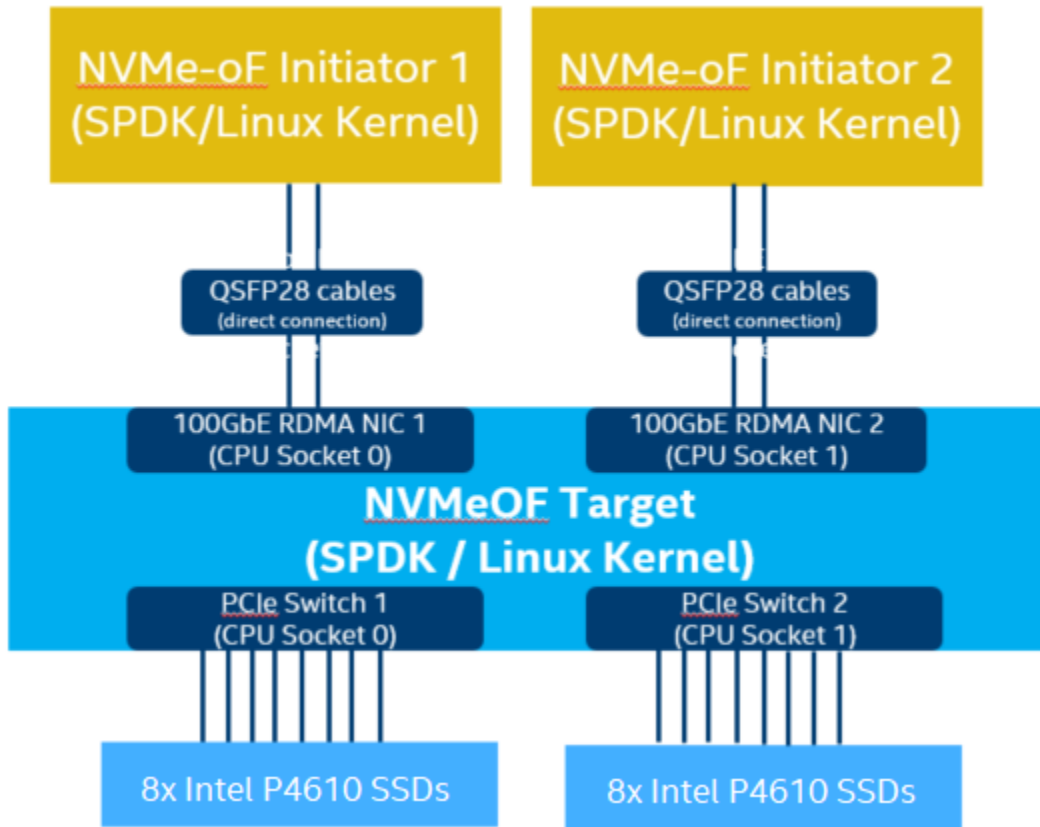 NVMe-oF Initiator 1
(SPDK/Linux Kernel)
NVMe-oF Initiator 2
(SPDK/Linux Kernel)
QSFP28 cables
(direct connection)
QSFP28 cables
(direct connection)
100GbE RDMA NIC 1
(CPU Socket 0)
100GbE RDMA NIC 2
(CPU Socket 1)
NVMeOF Target
(SPDK / Linux Kernel)
PCIe Switch 1
(CPU Socket 0)
PCIe Switch 2
(CPU Socket 1)
8x Intel P4610 SSDs
8x Intel P4610 SSDs